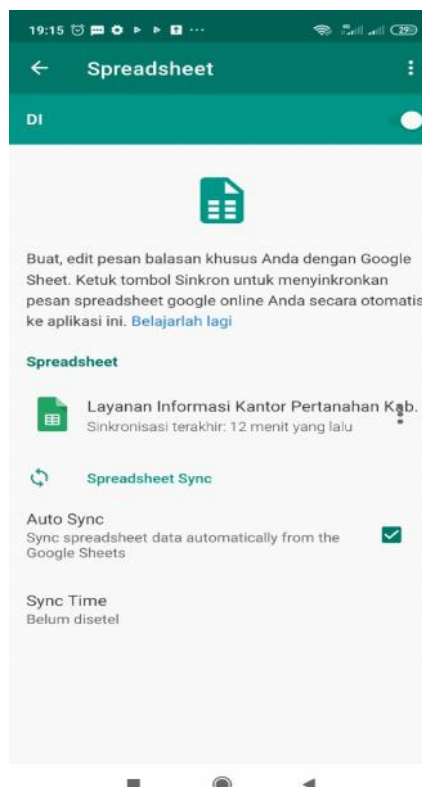 19:15
29
Spreadsheet
DI
Buat, edit pesan balasan khusus Anda dengan Google
Sheet. Ketuk tombol Sinkron untuk menyinkronkan
pesan spreadsheet google online Anda secara otomatis
ke aplikasi ini. Belajarlah lagi
Spreadsheet
Layanan Informasi Kantor Pertanahan Kab.
Sinkronisasi terakhir: 12 menit yang lalu
Spreadsheet Sync
Auto Sync
Sync spreadsheet data automatically from the
Google Sheets
Sync Time
Belum disetel